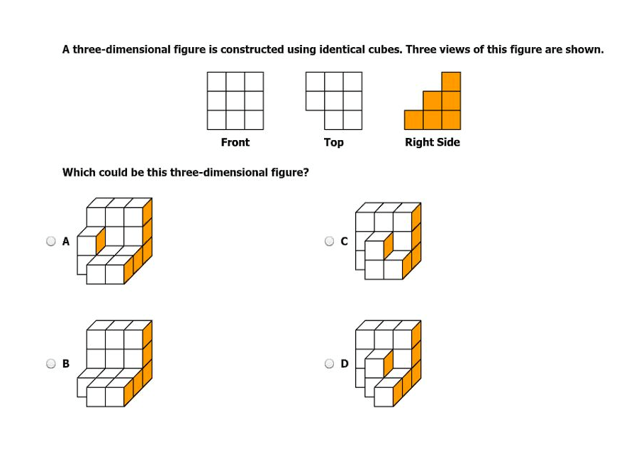 A three-dimensional figure is constructed using identical cubes. Three views of this figure are shown.
Front
Top
Right Side
Which could be this three-dimensional figure?
A
C
B
D